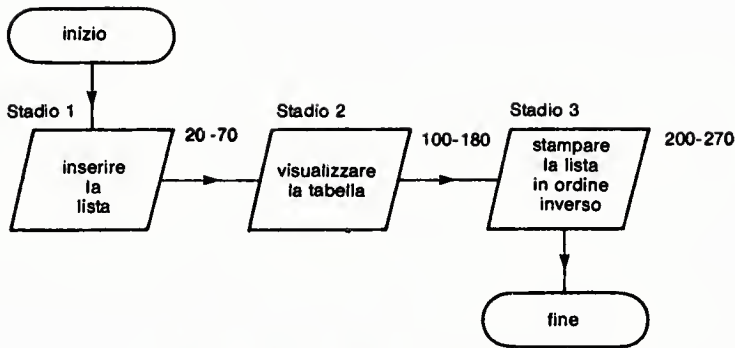 inizio
Stadio 1
20-70
inserire
la
lista
Stadio 2
100-180
visualizzare
la tabella
Stadio 3
200-270
stampare
la lista
in ordine
inverso
fine